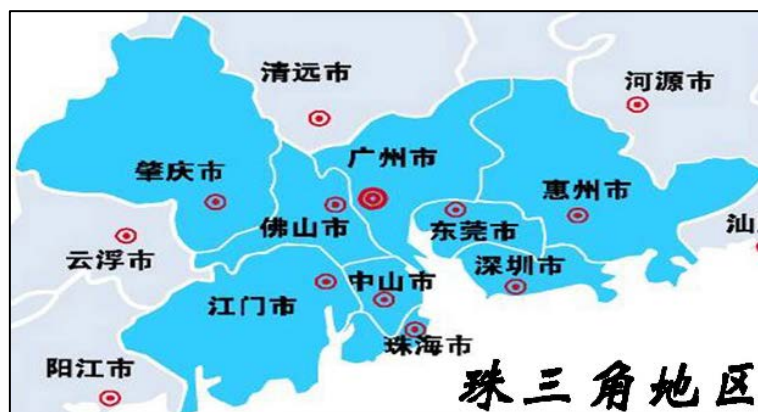 清远市
河源市
广州市
肇庆市
惠州市
佛山市
东莞市
汕
云浮市
深圳市
中山市
江门市
珠海市
阳江市
珠三角地区